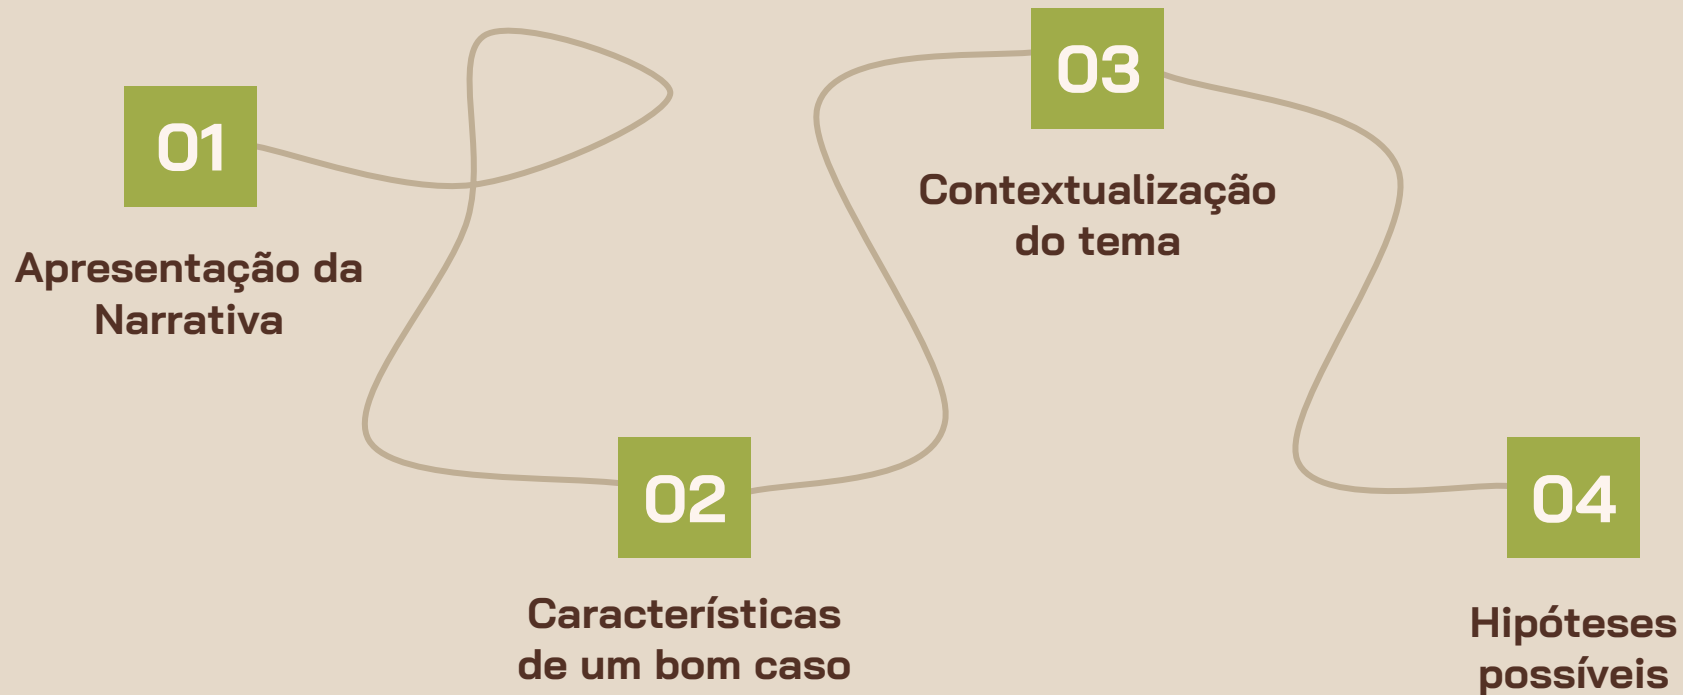 01
Apresentação da
Narrativa
02
Características
de um bom caso
03
Contextualização
do tema
04
Hipóteses
possíveis